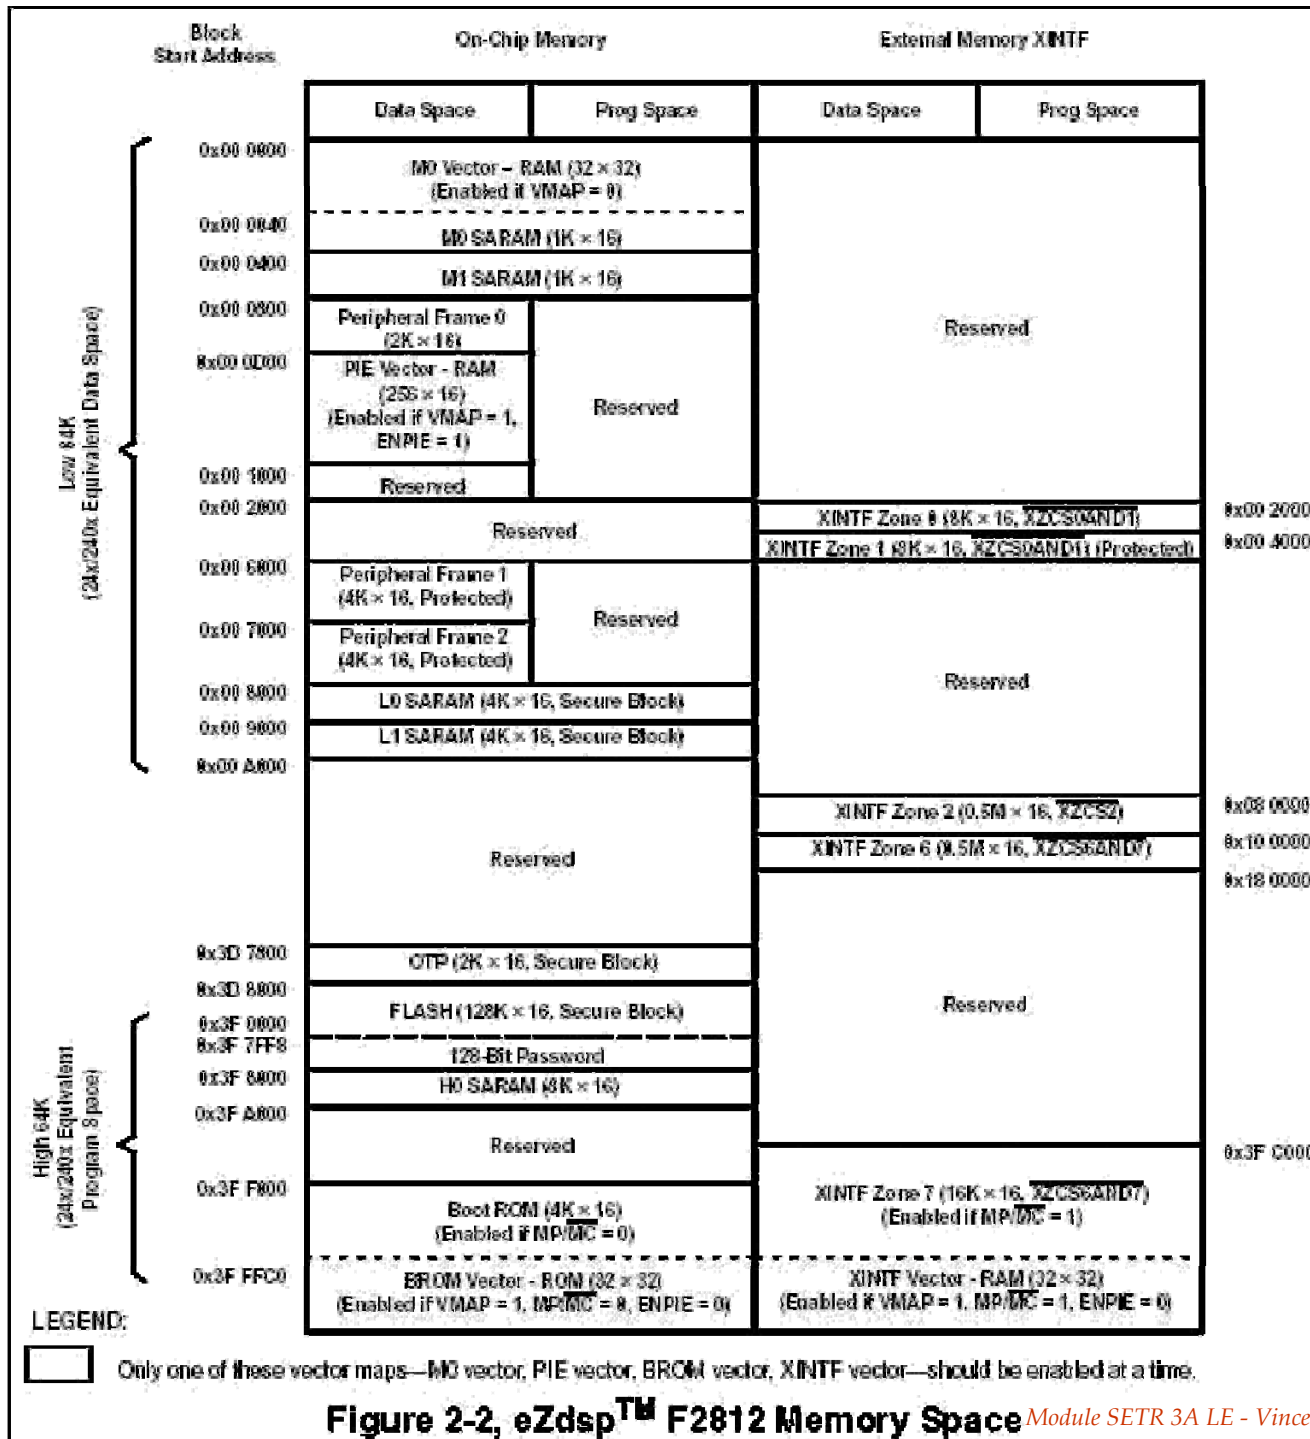 Block
Start Address
On-Chip Memory
External Memory XINTF
Data Space
Prog Space
Data Space
Prog Space
0x00 0000
M0 Vector – RAM (32 × 32)
(Enabled if VMAP = 0)
0x00 0040
M0 SARAM (1K × 16)
0x00 0400
M1 SARAM (1K × 16)
0x00 0800
Peripheral Frame 0
(2K × 16)
0x00 0D00
PIE Vector - RAM
(256 × 16)
(Enabled if VMAP = 1,
ENPIE = 1)
Reserved
Reserved
Low 64K
(24x/240x Equivalent Data Space)
0x00 1000
Reserved
0x00 2000
Reserved
XINTF Zone 0 (8K × 16, XZCS0AND1)
0x00 2000
XINTF Zone 1 (8K × 16, XZCS0AND1) (Protected)
0x00 4000
0x00 6000
Peripheral Frame 1
(4K × 16, Protected)
Reserved
0x00 7000
Peripheral Frame 2
(4K × 16, Protected)
Reserved
0x00 8000
L0 SARAM (4K × 16, Secure Block)
0x00 9000
L1 SARAM (4K × 16, Secure Block)
0x00 A000
Reserved
XINTF Zone 2 (0.5M × 16, XZCS2)
0x08 0000
XINTF Zone 6 (0.5M × 16, XZCS6AND7)
0x10 0000
0x18 0000
0x3D 7800
OTP (2K × 16, Secure Block)
0x3D 8000
FLASH (128K × 16, Secure Block)
Reserved
0x3F 0000
0x3F 7FF8
128-Bit Password
0x3F 8000
H0 SARAM (8K × 16)
0x3F A000
Reserved
0x3F C000
High 64K
(24x/240x Equivalent
Program Space)
0x3F F000
Boot ROM (4K × 16)
(Enabled if MP/MC = 0)
XINTF Zone 7 (16K × 16, XZCS6AND7)
(Enabled if MP/MC = 1)
0x3F FFC0
BROM Vector - ROM (32 × 32)
(Enabled if VMAP = 1, MP/MC = 0, ENPIE = 0)
XINTF Vector - RAM (32 × 32)
(Enabled if VMAP = 1, MP/MC = 1, ENPIE = 0)
LEGEND:
Only one of these vector maps—M0 vector, PIE vector, BROM vector, XINTF vector—should be enabled at a time.
Figure 2-2, eZdsp™ F2812 Memory Space
Module SETR 3A LE - Vince